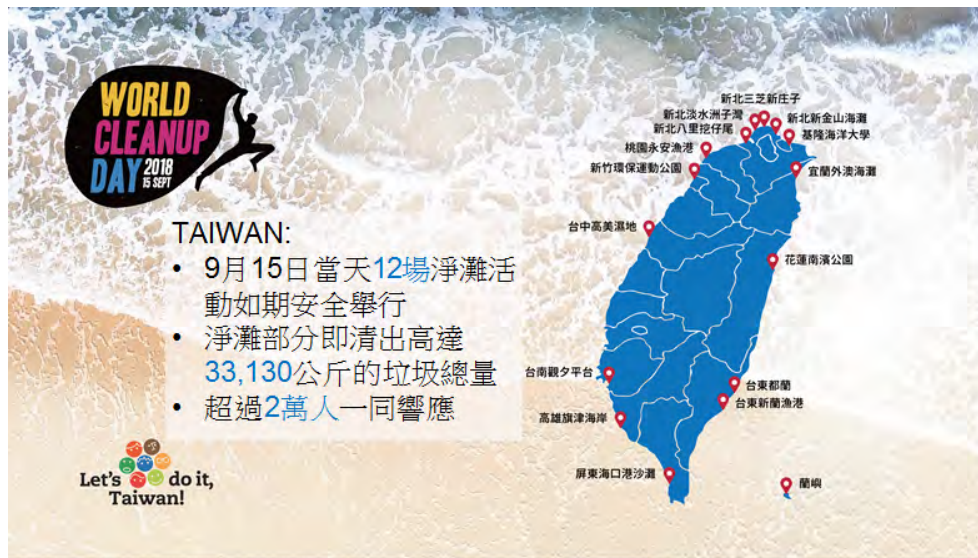 WORLD
CLEANUP
DAY 2018
15 SEPT
TAIWAN:
• 9月15日當天12場淨灘活
動如期安全舉行
• 淨灘部分即清出高達
33,130公斤的垃圾總量
• 超過2萬人一同響應
Let's do it,
Taiwan!
新北三芝新庄子
新北淡水洲子灣
新北新金山海灘
新北八里挖仔尾
基隆海洋大學
桃園永安漁港
新竹環保運動公園
宜蘭外澳海灘
台中高美濕地
花蓮南濱公園
台南觀夕平台
台東都蘭
台東新蘭漁港
高雄旗津海岸
屏東海口港沙灘
蘭嶼